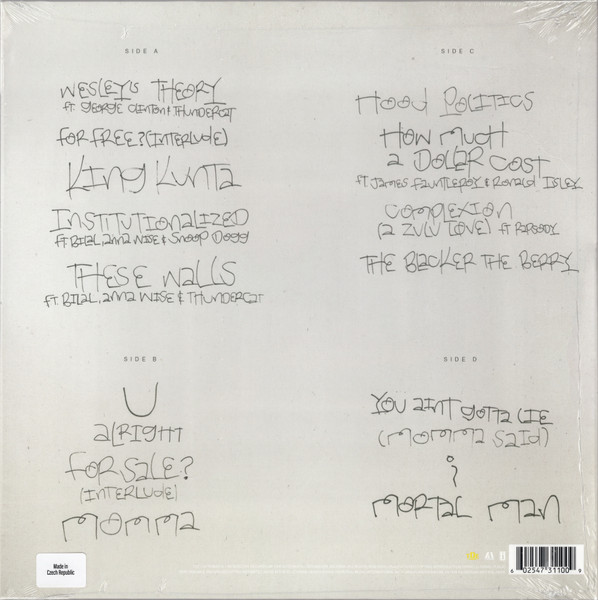 SIDE A
WESLEY'S THEORY
ft. GEORGE CLINTON & THUNDERCAT
FOR FREE? (INTERLUDE)
King Kunta
INSTITUTIONALIZED
ft BILAL, anna WISE & SNOOP DOGG
THESE WALLS
ft. BILAL, anna WISE & THUNDERCAT
SIDE B
U
aLRIGHT
FOR SALE?
(INTERLUDE)
MOMMA
SIDE C
HOOD POLITICS
HOW MUCH
a DOLLAR COST
ft. JAMES FAUNTLEROY & RONALD ISLEY
COMPLEXION
(a ZULU LOVE) ft RAPSODY
THE BLACKER THE BERRY
SIDE D
YOU aINT GOTTA LIE
(MOMMA SAID)
i
MORTAL MAN
Made in
Czech Republic
6 02547 31100 9